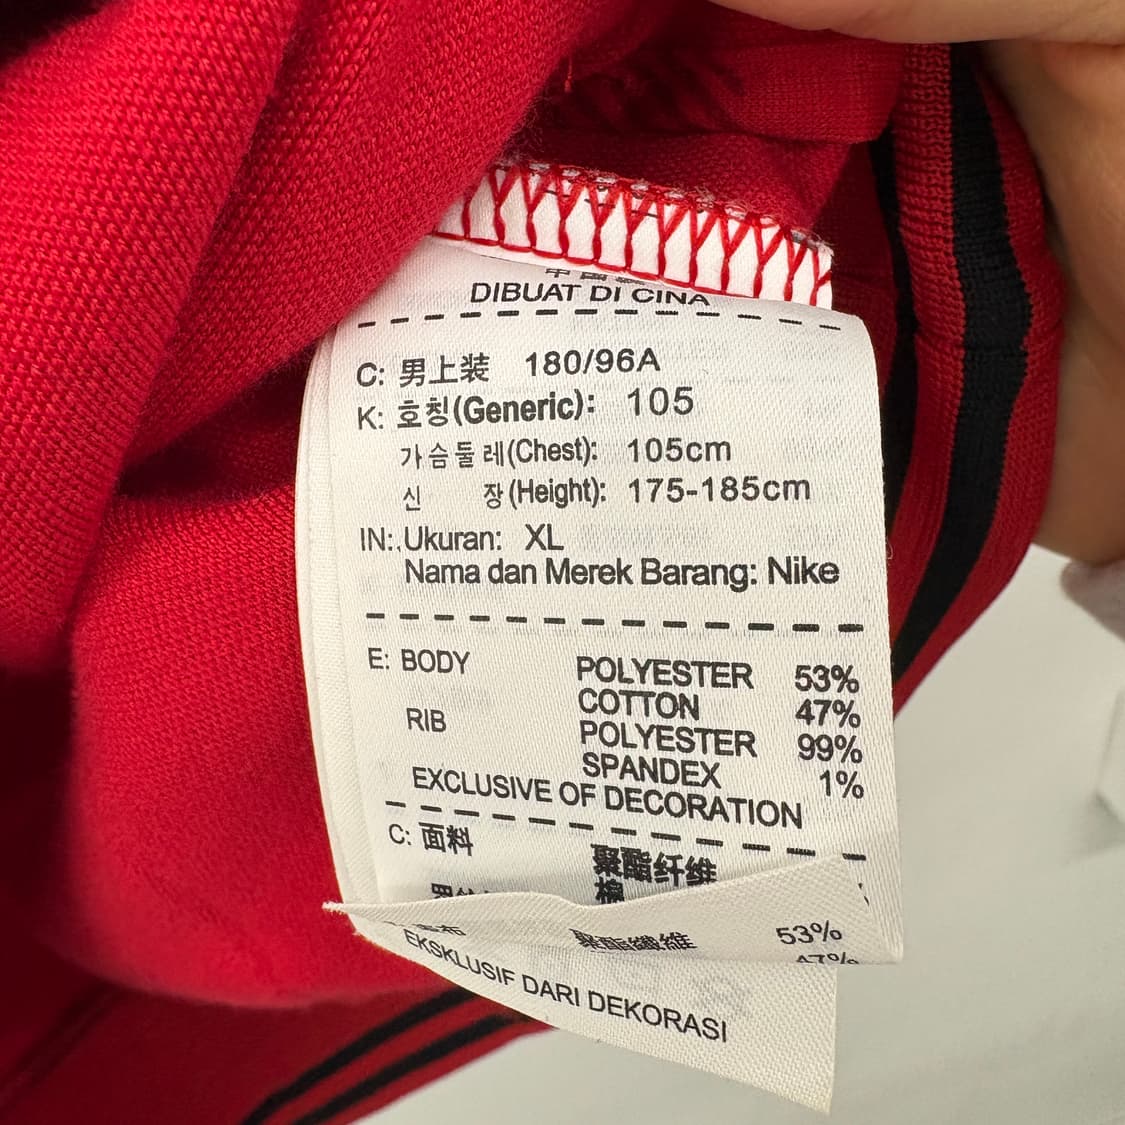 DIBUAT DI CINA
C: 男上装 180/96A
K: 호칭(Generic): 105
가슴둘레(Chest): 105cm
신 장(Height): 175-185cm
IN: Ukuran: XL
Nama dan Merek Barang: Nike
E: BODY POLYESTER 53%
COTTON 47%
RIB POLYESTER 99%
SPANDEX 1%
EXCLUSIVE OF DECORATION
C: 面料 聚酯纤维
棉
聚酯纖維 53%
47%
EKSKLUSIF DARI DEKORASI